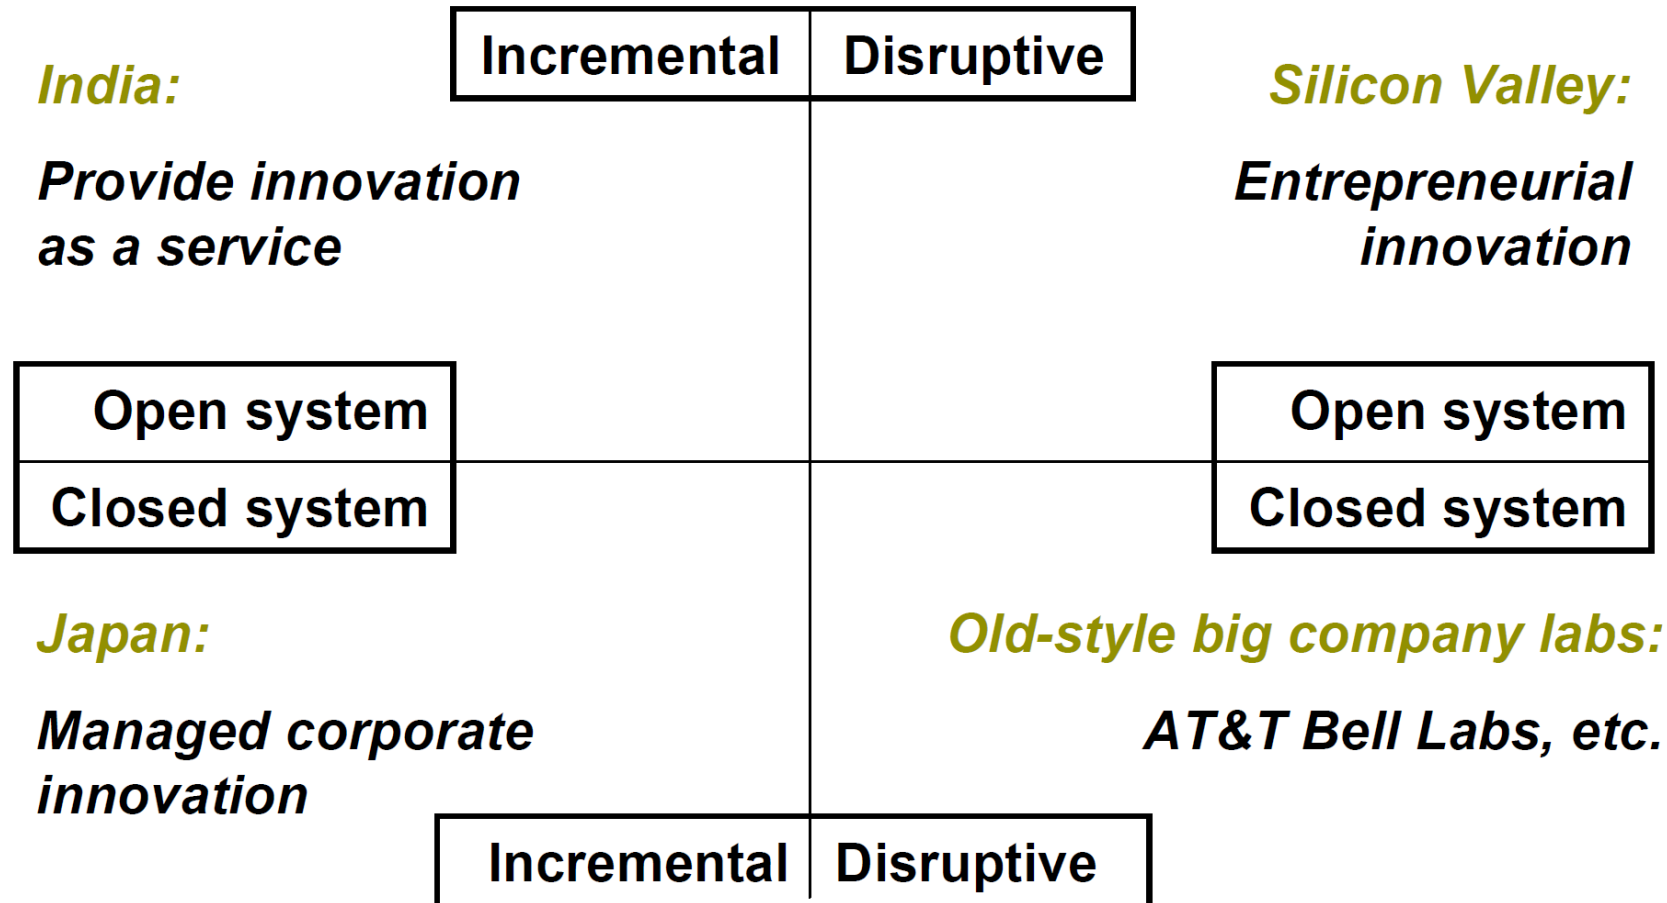 Incremental Disruptive
India:
Provide innovation
as a service
Silicon Valley:
Entrepreneurial
innovation
Open system
Closed system
Open system
Closed system
Japan:
Managed corporate
innovation
Old-style big company labs:
AT&T Bell Labs, etc.
Incremental Disruptive